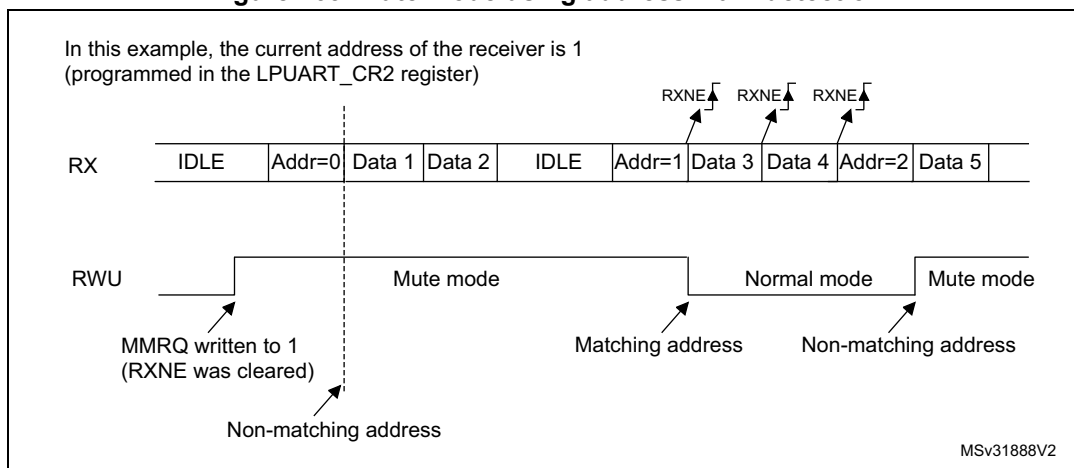 In this example, the current address of the receiver is 1
(programmed in the LPUART_CR2 register)
RXNE RXNE RXNE
RX IDLE Addr=0 Data 1 Data 2 IDLE Addr=1 Data 3 Data 4 Addr=2 Data 5
RWU Mute mode Normal mode Mute mode
MMRQ written to 1
(RXNE was cleared)
Matching address Non-matching address
Non-matching address
MSv31888V2